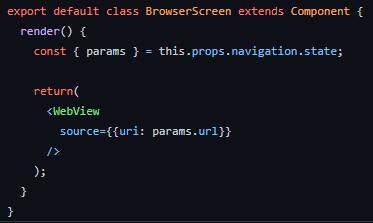 export default class BrowserScreen extends Component {
  render() {
    const { params } = this.props.navigation.state;

    return(
      <WebView
        source={{uri: params.url}}
      />
    );
  }
}